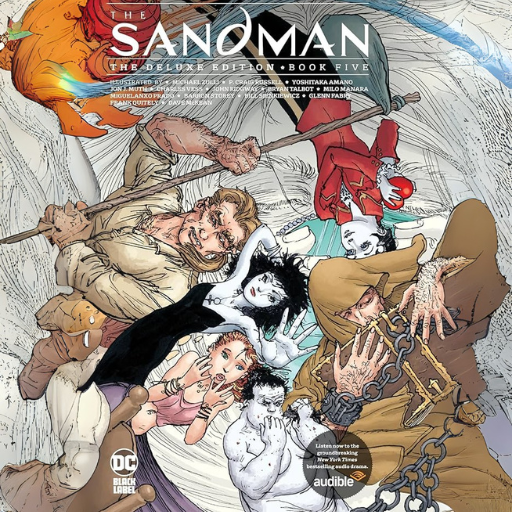 THE
SANDMAN
THE DELUXE EDITION • BOOK FIVE
ILLUSTRATED BY • MICHAEL ZULLI • P. CRAIG RUSSELL • YOSHITAKA AMANO
JON J MUTH • CHARLES VESS • JOHN RIDGWAY • BRYAN TALBOT • MILO MANARA
MIGUELANXO PRADO • BARRON STOREY • BILL SIENKIEWICZ • GLENN FABRY
FRANK QUITELY • DAVE McKEAN
DC
BLACK
LABEL
Listen now to the
groundbreaking
New York Times
bestselling audio drama.
audible